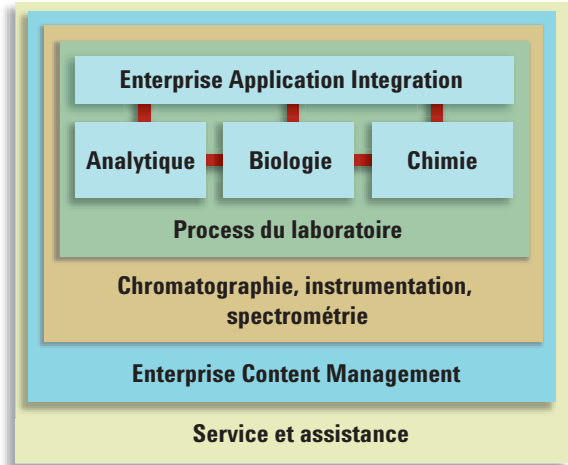 Enterprise Application Integration
Analytique
Biologie
Chimie
Process du laboratoire
Chromatographie, instrumentation,
spectrométrie
Enterprise Content Management
Service et assistance